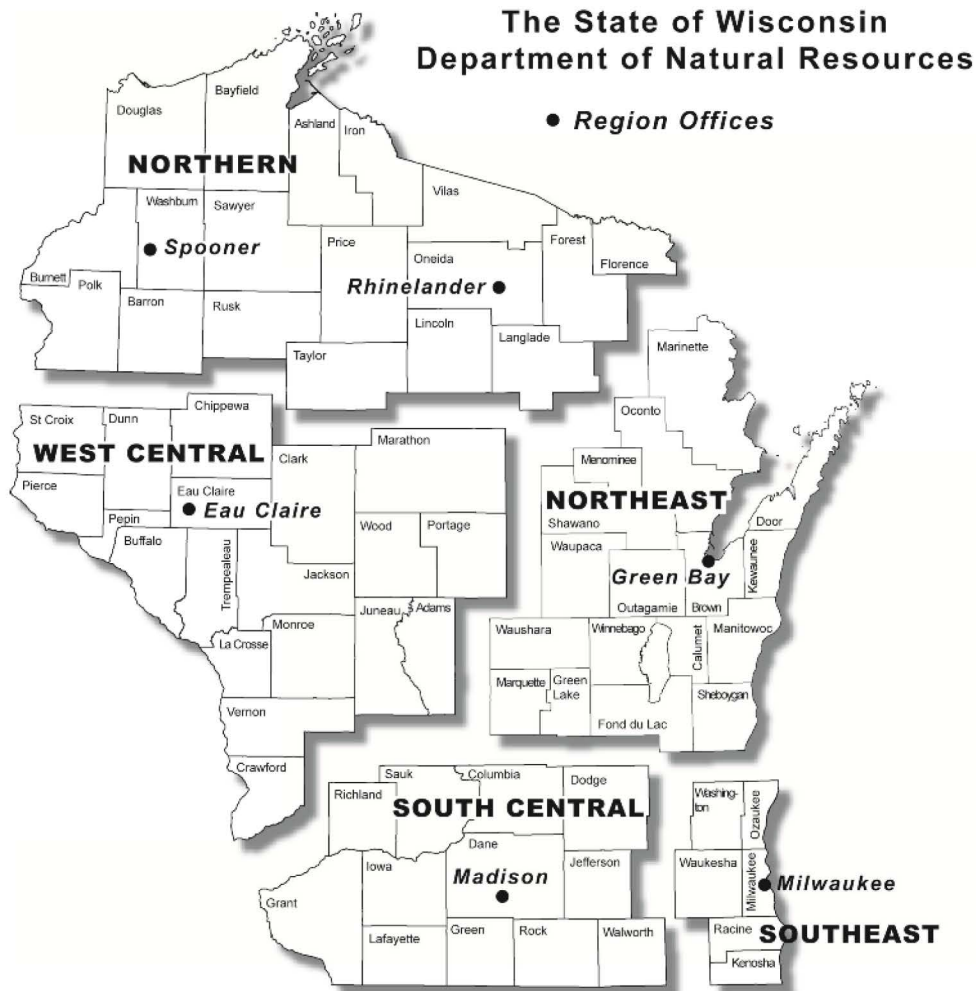 The State of Wisconsin
Department of Natural Resources
Region Offices
Douglas
Bayfield
Ashland
Iron
NORTHERN
Vilas
Washburn
Sawyer
Price
Forest
Spooner
Oneida
Florence
Burnett
Polk
Rhinelander
Barron
Rusk
Lincoln
Langlade
Taylor
Marinette
Chippewa
St Croix
Dunn
Oconto
WEST CENTRAL
Marathon
Clark
Menominee
Pierce
Eau Claire
NORTHEAST
Eau Claire
Pepin
Wood
Portage
Shawano
Door
Buffalo
Waupaca
Trempealeau
Kewaunee
Jackson
Green Bay
Juneau
Adams
Outagamie
Brown
Monroe
Waushara
Winnebago
Calumet
Manitowoc
La Crosse
Marquette
Green
Lake
Sheboygan
Vernon
Fond du Lac
Crawford
Sauk
Columbia
Dodge
Richland
SOUTH CENTRAL
Washing-
ton
Ozaukee
Dane
Iowa
Jefferson
Waukesha
Milwaukee
Madison
Milwaukee
Grant
Lafayette
Green
Rock
Walworth
Racine
SOUTHEAST
Kenosha